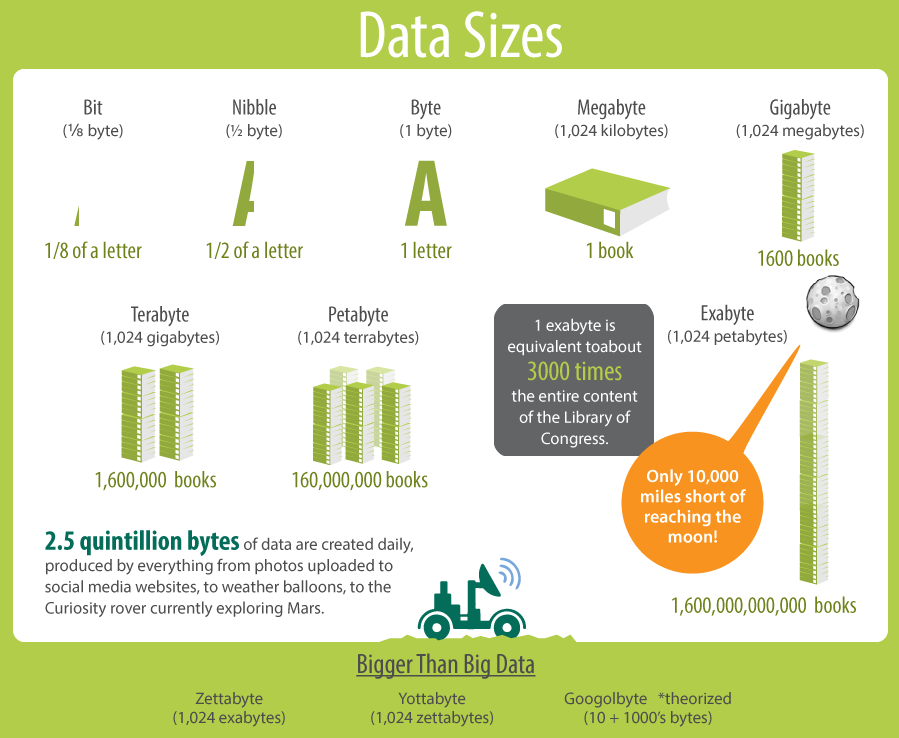 Data Sizes
Bit
(⅛ byte)
1/8 of a letter
Nibble
(½ byte)
1/2 of a letter
Byte
(1 byte)
A
1 letter
Megabyte
(1,024 kilobytes)
1 book
Gigabyte
(1,024 megabytes)
1600 books
Terabyte
(1,024 gigabytes)
1,600,000 books
Petabyte
(1,024 terrabytes)
160,000,000 books
1 exabyte is
equivalent toabout
3000 times
the entire content
of the Library of
Congress.
Exabyte
(1,024 petabytes)
Only 10,000
miles short of
reaching the
moon!
1,600,000,000,000 books
2.5 quintillion bytes of data are created daily,
produced by everything from photos uploaded to
social media websites, to weather balloons, to the
Curiosity rover currently exploring Mars.
Bigger Than Big Data
Zettabyte
(1,024 exabytes)
Yottabyte
(1,024 zettabytes)
Googolbyte *theorized
(10 + 1000's bytes)